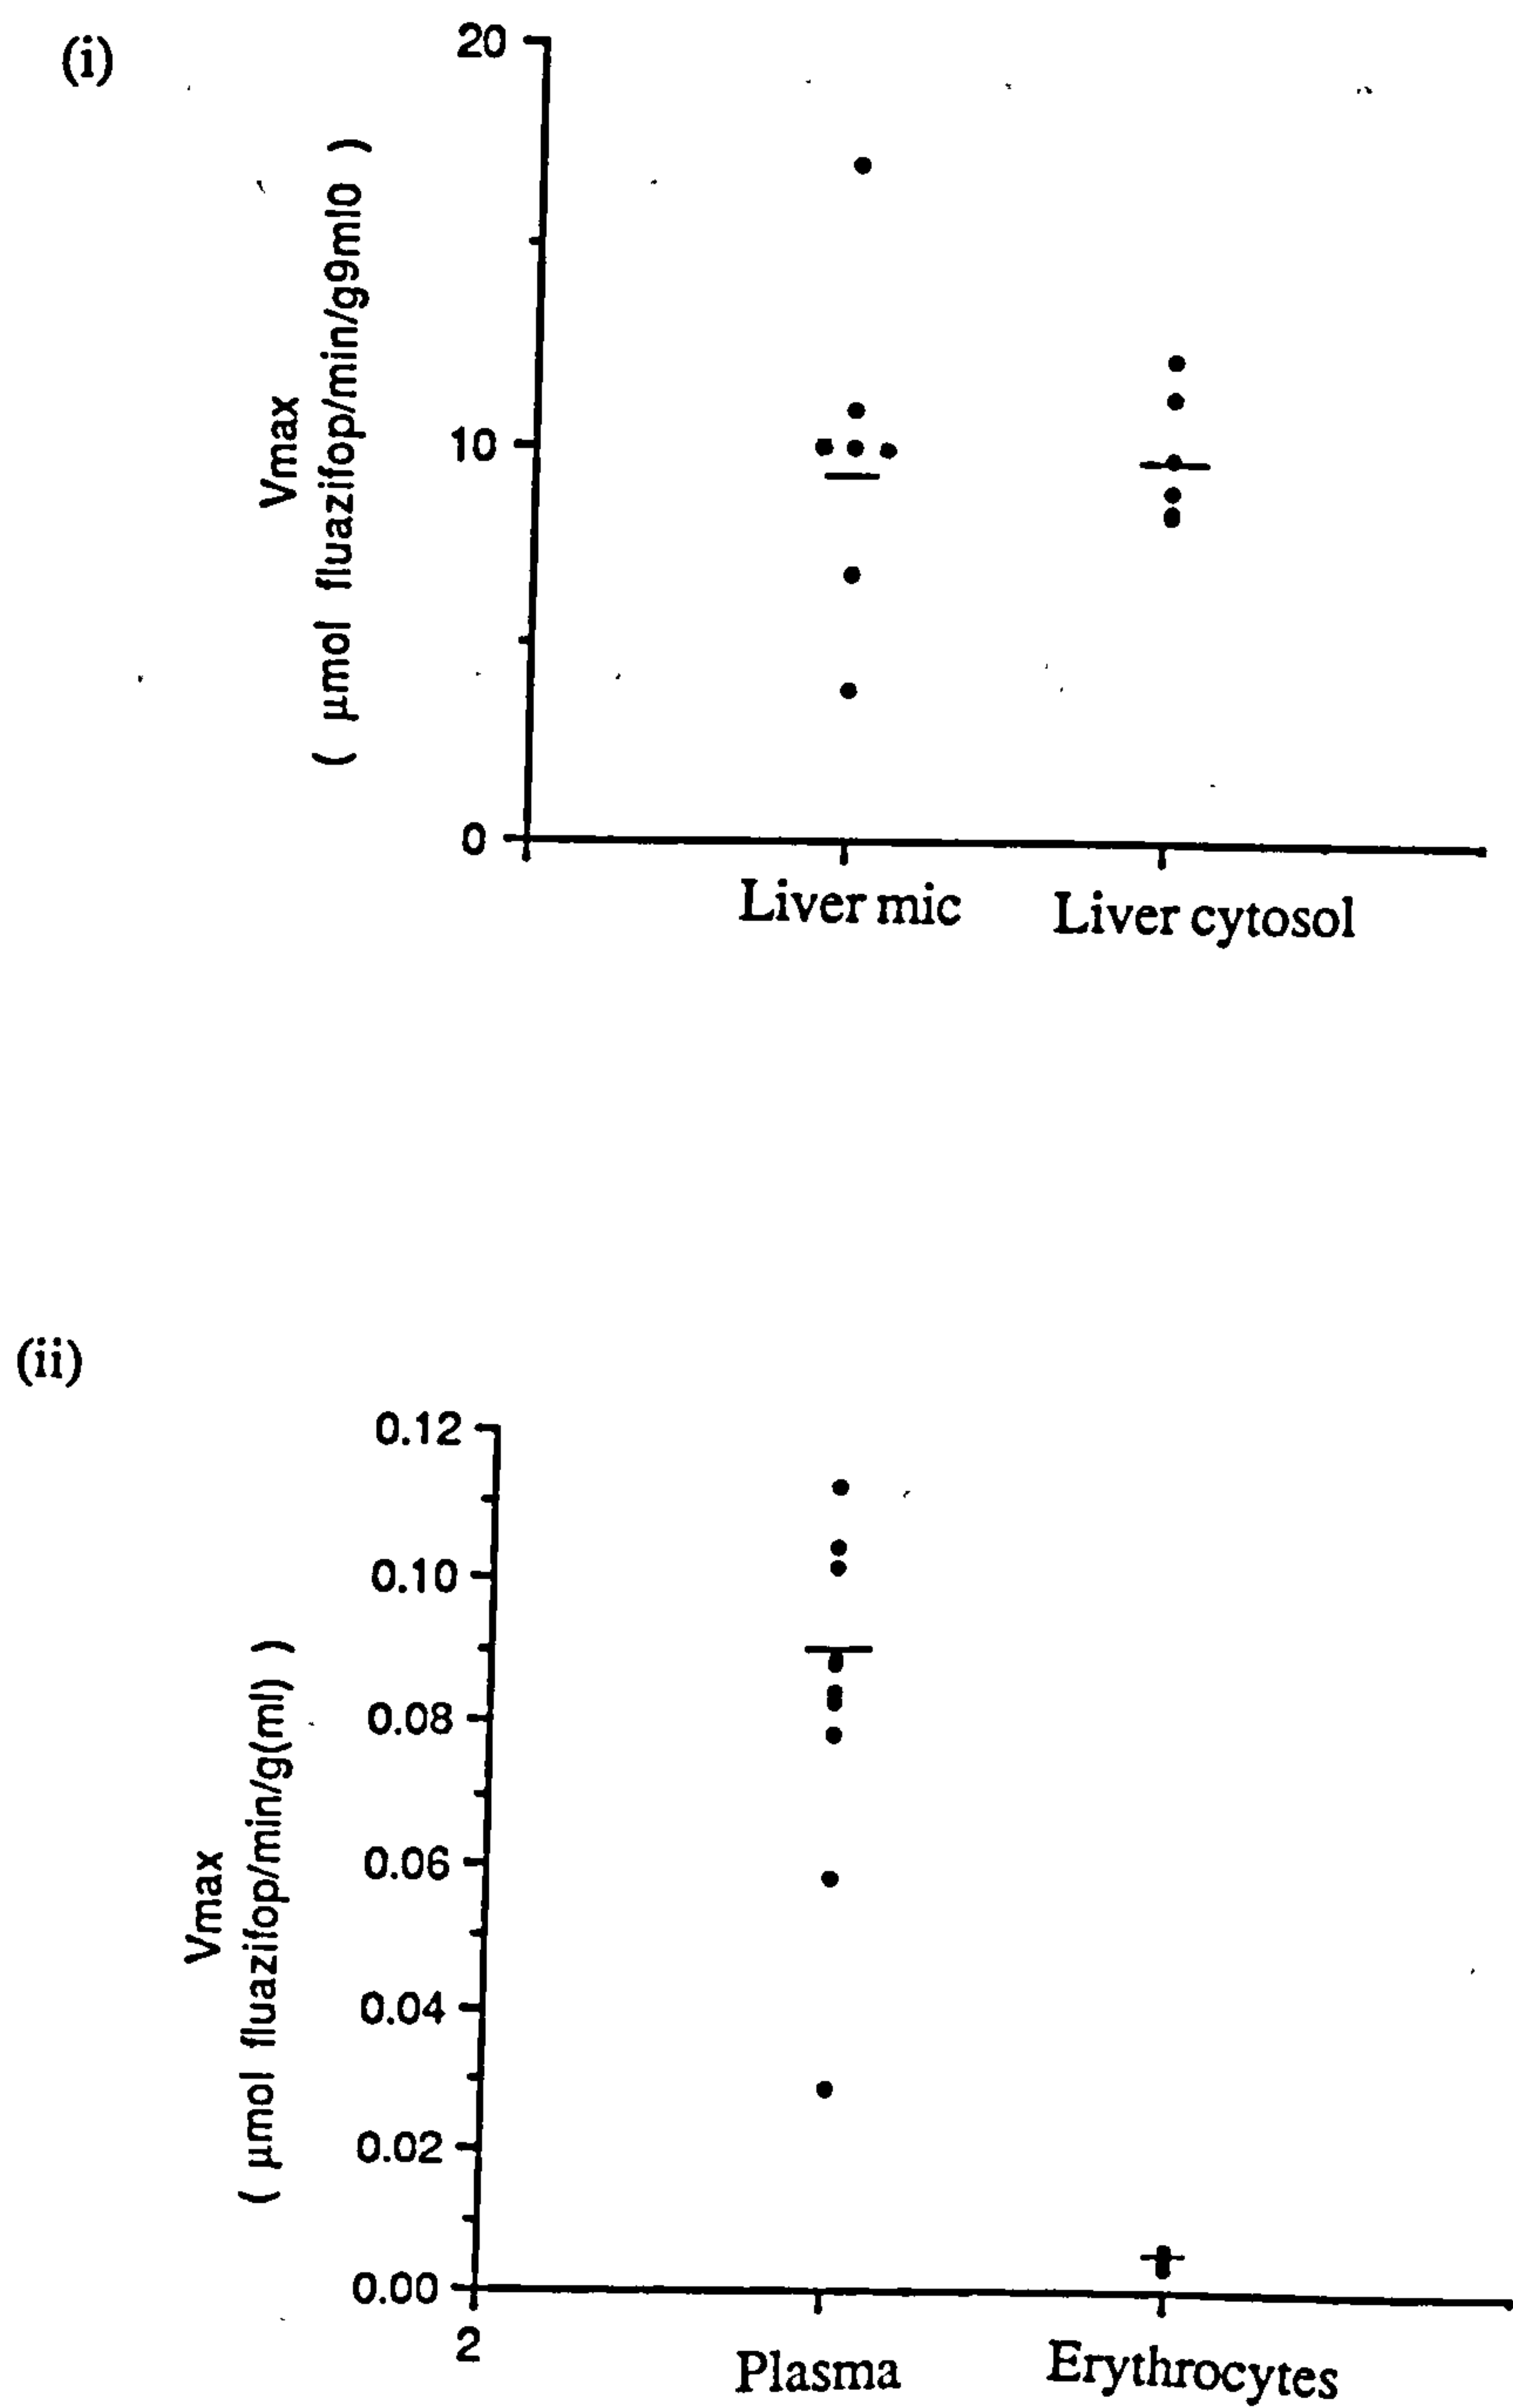 (i)
20
10
0
Vmax
( µmol fluazifop/min/g9ml0 )
Liver mic
Liver cytosol
(ii)
0.12
0.10
0.08
0.06
0.04
0.02
0.00
2
Vmax
( µmol fluazifop/min/g(ml) )
Plasma
Erythrocytes